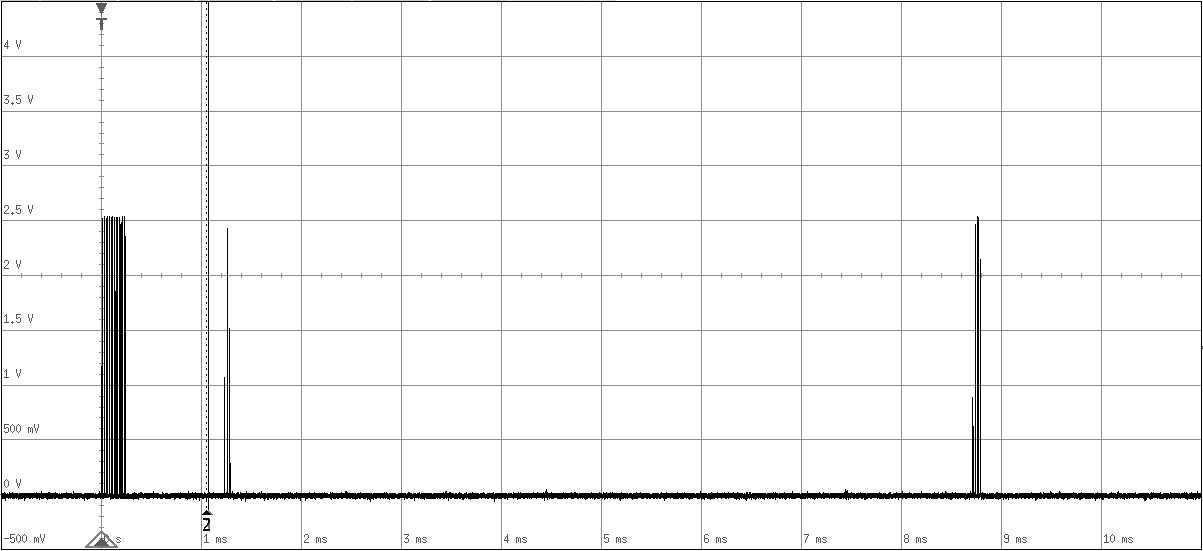 T
4 V
3.5 V
3 V
2.5 V
2 V
1.5 V
1 V
500 mV
0 V
2
-500 mV
s
1 ms
2 ms
3 ms
4 ms
5 ms
6 ms
7 ms
8 ms
9 ms
10 ms